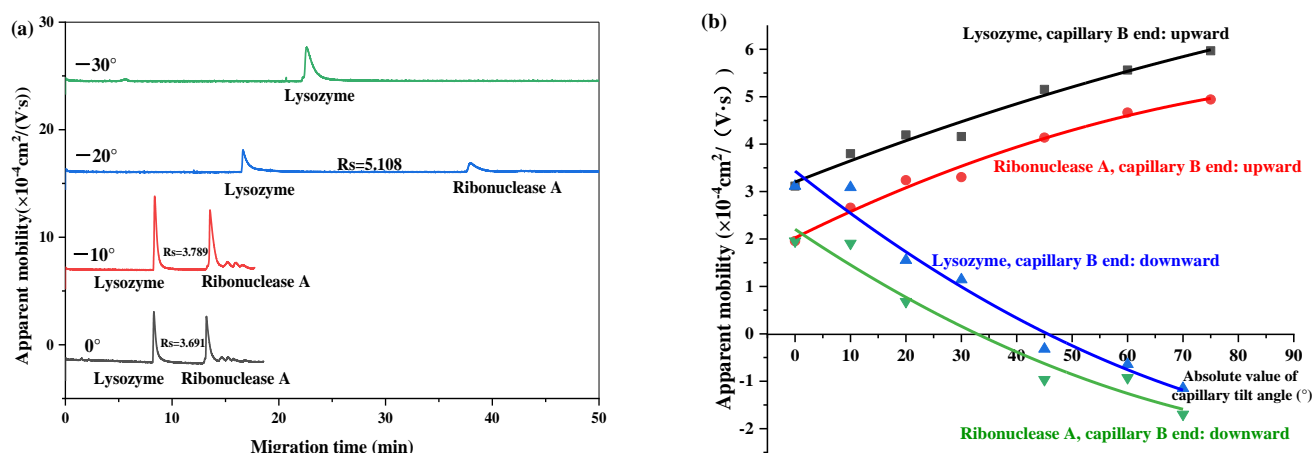 (a)
Apparent mobility(×10⁻⁴cm²/(V·s)
30
20
10
0
−30°
Lysozyme
−20°
Rs=5.108
Lysozyme
Ribonuclease A
−10°
Rs=3.789
Lysozyme
Ribonuclease A
0°
Rs=3.691
Lysozyme
Ribonuclease A
0 10 20 30 40 50
Migration time (min)
(b)
Apparent mobility (×10⁻⁴cm²/（V·s）
6
5
4
3
2
1
0
-1
-2
Lysozyme, capillary B end: upward
Ribonuclease A, capillary B end: upward
Lysozyme, capillary B end: downward
0 10 20 30 40 50 60 70 80 90
Absolute value of
capillary tilt angle (°)
Ribonuclease A, capillary B end: downward